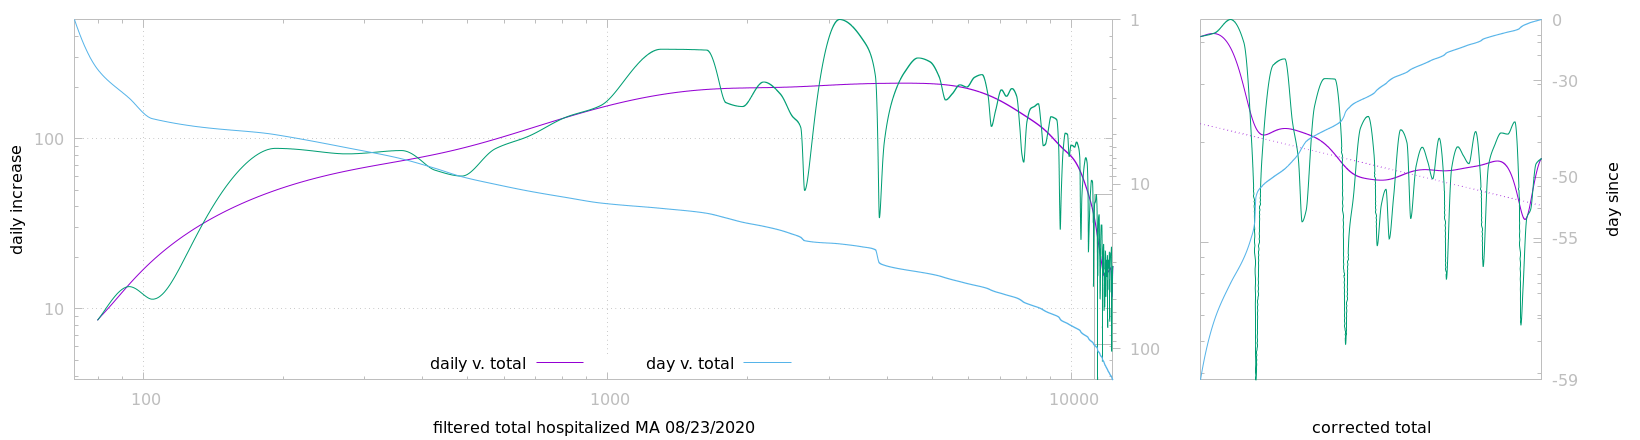 1
0
-30
100
10
-50
-55
10
100
-59
daily increase
day since
daily v. total
day v. total
100
1000
10000
filtered total hospitalized MA 08/23/2020
corrected total